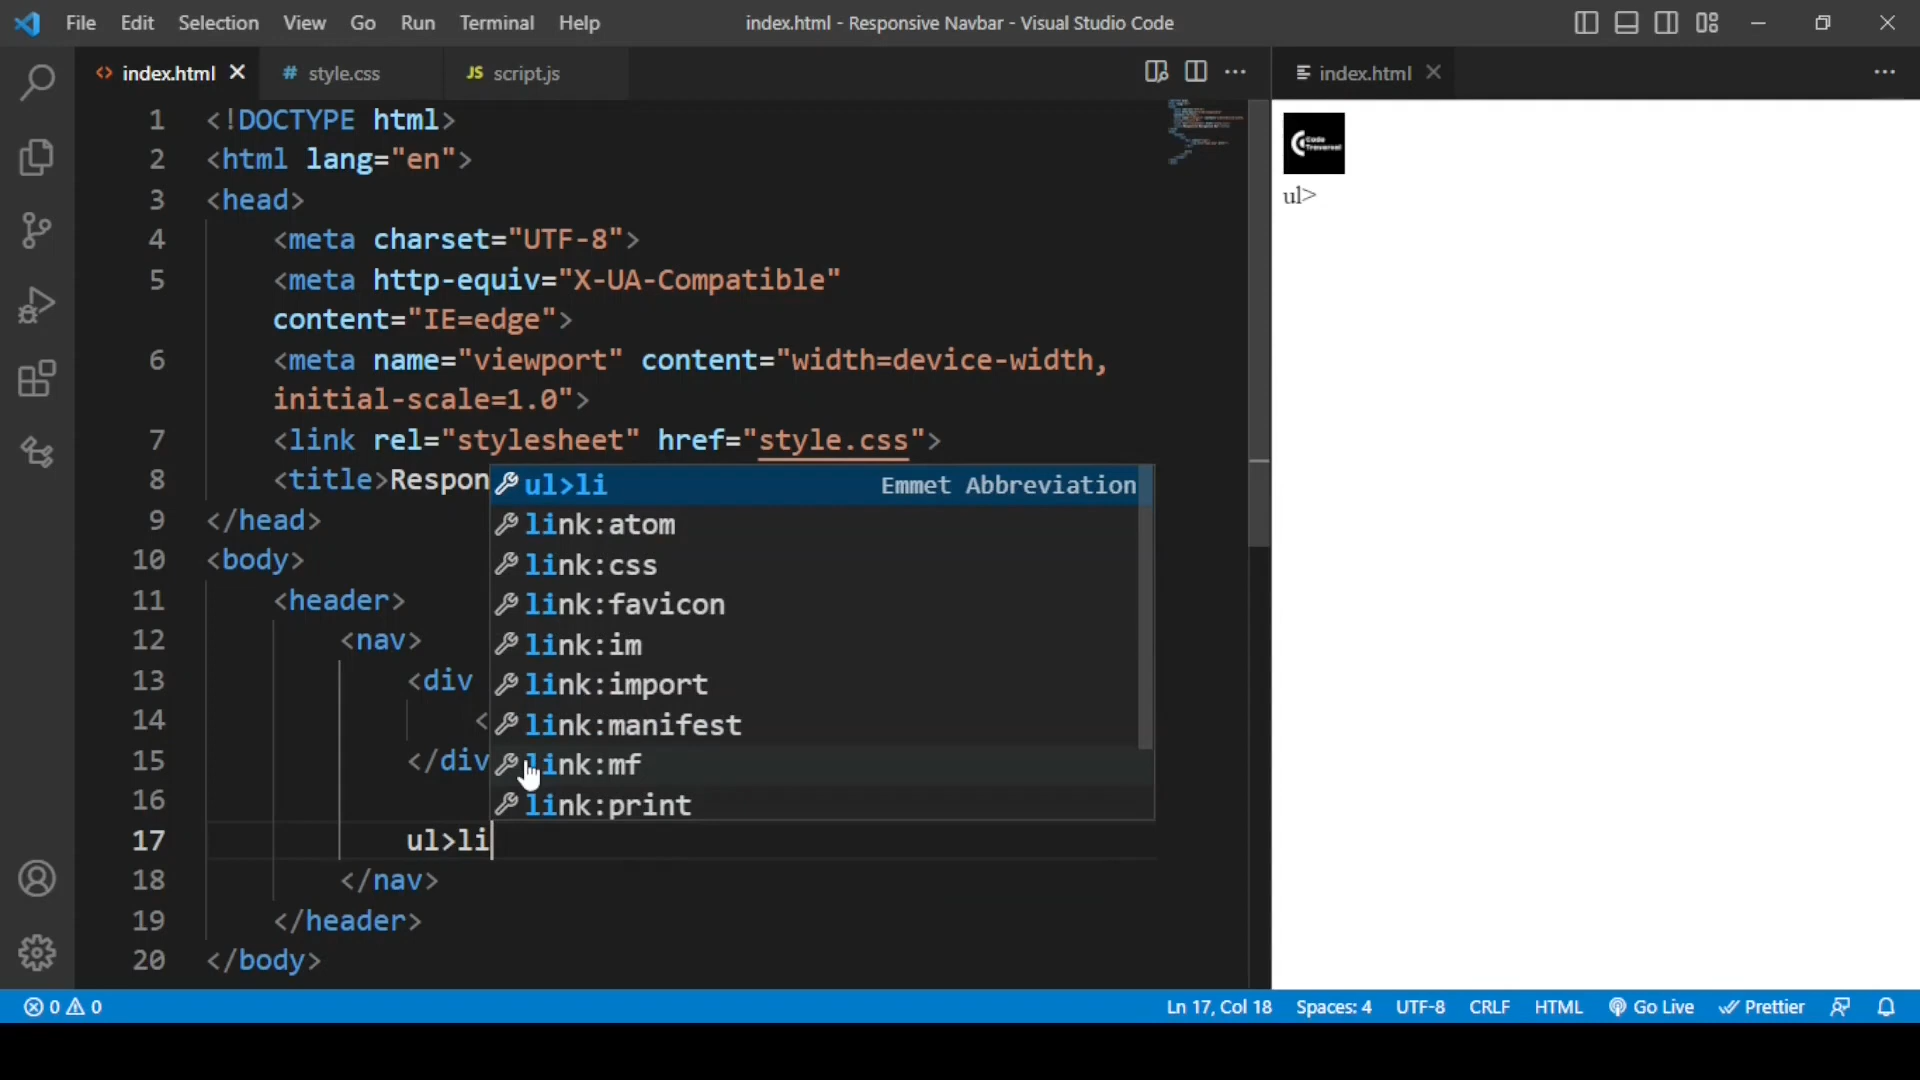 File Edit Selection View Go Run Terminal Help index.html - Responsive Navbar - Visual Studio Code
<> index.html # style.css JS script.js index.html
1 <!DOCTYPE html>
2 <html lang="en">
3 <head>
4 <meta charset="UTF-8">
5 <meta http-equiv="X-UA-Compatible"
content="IE=edge">
6 <meta name="viewport" content="width=device-width,
initial-scale=1.0">
7 <link rel="stylesheet" href="style.css">
8 <title>Respon
9 </head>
10 <body>
11 <header>
12 <nav>
13 <div
14 <
15 </div
16
17 ul>li
18 </nav>
19 </header>
20 </body>
ul>li Emmet Abbreviation
link:atom
link:css
link:favicon
link:im
link:import
link:manifest
link:mf
link:print
Code
Traversal
ul>
0 0 Ln 17, Col 18 Spaces: 4 UTF-8 CRLF HTML Go Live Prettier